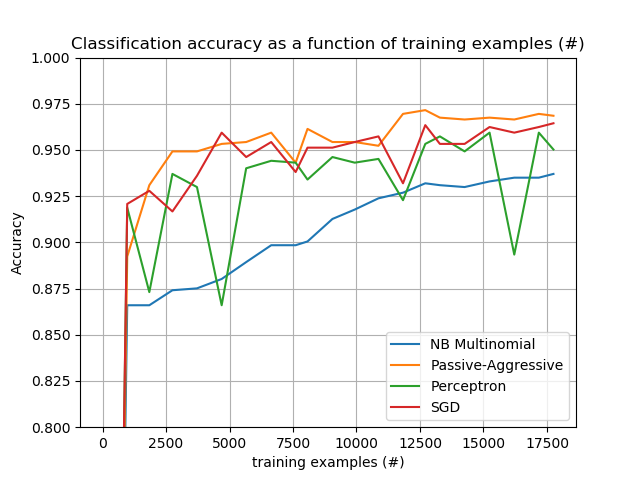 Classification accuracy as a function of training examples (#)
1.000
0.975
0.950
0.925
0.900
0.875
0.850
0.825
0.800
Accuracy
NB Multinomial
Passive-Aggressive
Perceptron
SGD
0 2500 5000 7500 10000 12500 15000 17500
training examples (#)